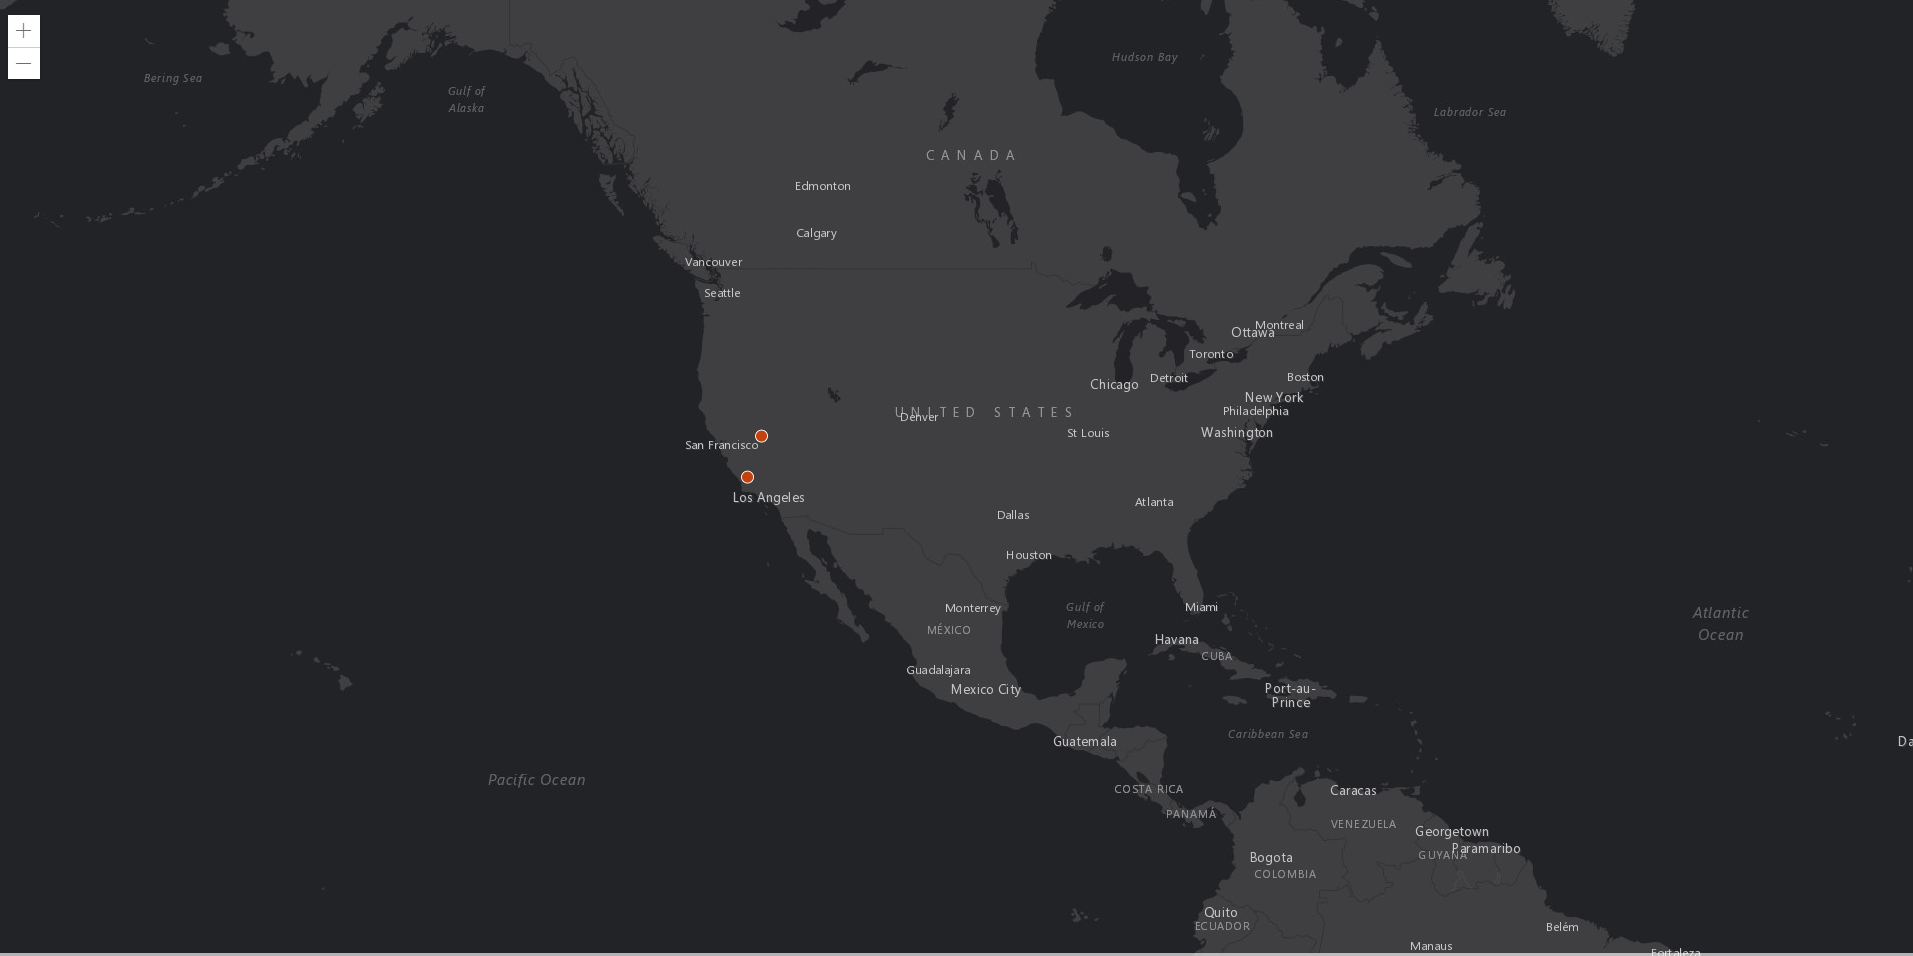 Hudson Bay
Bering Sea
Gulf of
Alaska
Labrador Sea
CANADA
Edmonton
Calgary
Vancouver
Seattle
Montreal
Ottawa
Toronto
Boston
Detroit
Chicago
New York
Philadelphia
UNITED STATES
Denver
St Louis
Washington
San Francisco
Los Angeles
Atlanta
Dallas
Houston
Monterrey
Gulf of
Mexico
Miami
Atlantic
Ocean
MÉXICO
Havana
CUBA
Guadalajara
Mexico City
Port-au-
Prince
Caribbean Sea
Guatemala
Da
Pacific Ocean
COSTA RICA
Caracas
PANAMÁ
VENEZUELA
Georgetown
Paramaribo
GUYANA
Bogota
COLOMBIA
Quito
ECUADOR
Belém
Manaus
Fortaleza